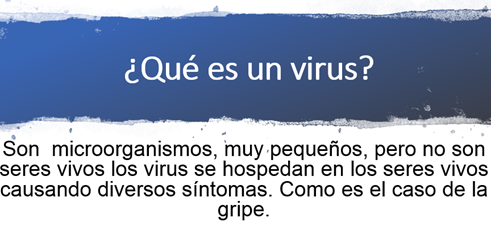 ¿Qué es un virus?
Son microorganismos, muy pequeños, pero no son
seres vivos los virus se hospedan en los seres vivos
causando diversos síntomas. Como es el caso de la
gripe.